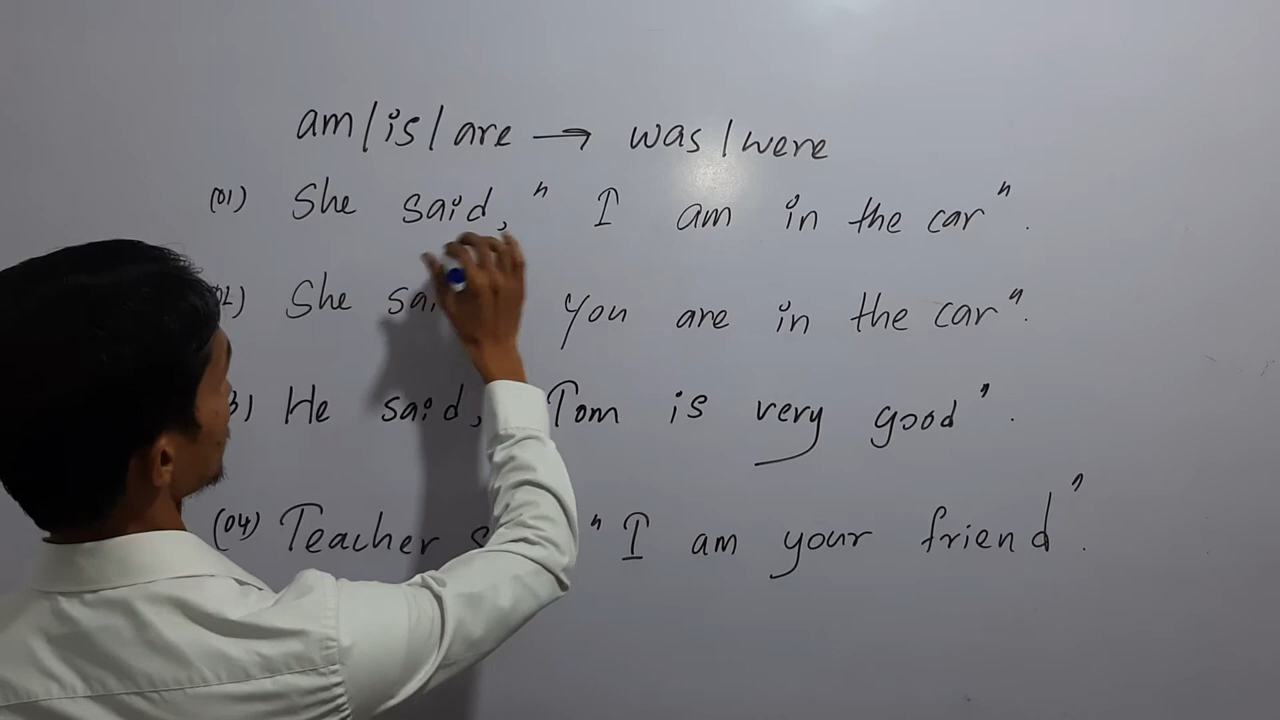 am/is/are → was/were
(01) She said, " I am in the car".
She You are in the car".
He said, Tom is very good".
(04) Teacher "I am your friend".